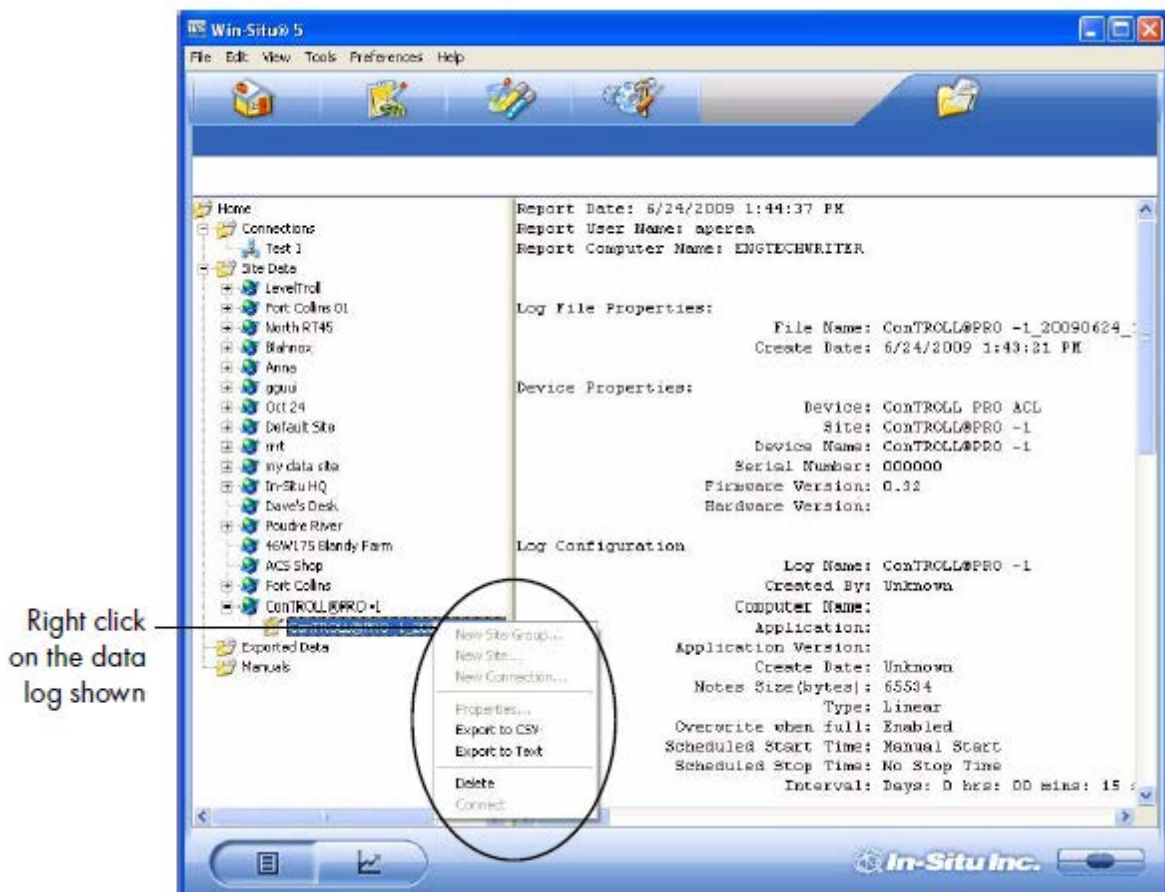 Win-Situ® 5
File Edit View Tools Preferences Help
Home
Connections
Test 1
Site Data
LevelTroll
Fort Collins 01
North RT45
Blahnox
Anna
gguui
Oct 24
Default Site
my data site
In-Situ HQ
Dave's Desk
Poudre River
46W175 Blandy Farm
ACS Shop
Fort Collins
ConTROLL@PRO -1
Exported Data
Manuals
Right click
on the data
log shown
New Site Group...
New Site...
New Connection...
Properties...
Export to CSV
Export to Text
Delete
Connect
Report Date: 6/24/2009 1:44:37 PM
Report User Name: aperea
Report Computer Name: ENGTECHWRITER
Log File Properties:
File Name: ConTROLL@PRO -1_20090624_
Create Date: 6/24/2009 1:43:21 PM
Device Properties:
Device: ConTROLL PRO ACL
Site: ConTROLL@PRO -1
Device Name: ConTROLL@PRO -1
Serial Number: 000000
Firmware Version: 0.32
Hardware Version:
Log Configuration
Log Name: ConTROLL@PRO -1
Created By: Unknown
Computer Name:
Application:
Application Version:
Create Date: Unknown
Notes Size(bytes): 65534
Type: Linear
Overwrite when full: Enabled
Scheduled Start Time: Manual Start
Scheduled Stop Time: No Stop Time
Interval: Days: 0 hrs: 00 mins: 15
In-Situ Inc.